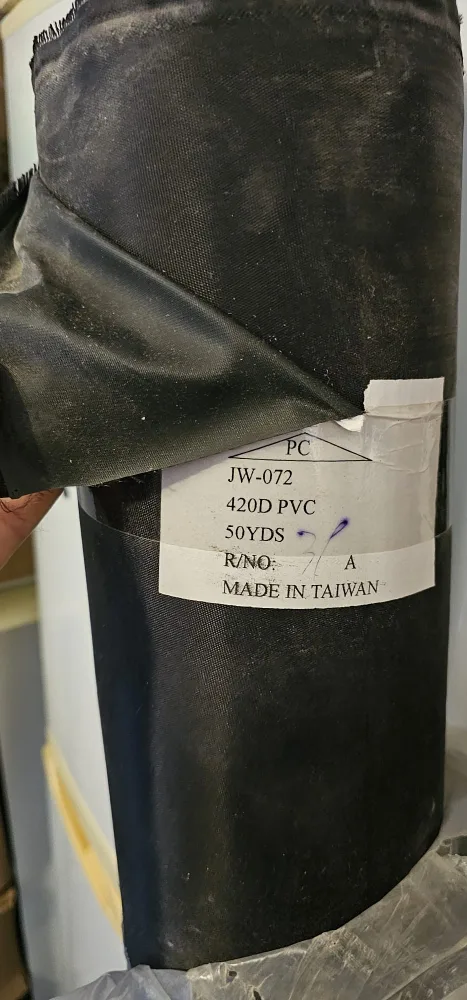 PC
JW-072
420D PVC
50YDS
R/NO: A
MADE IN TAIWAN